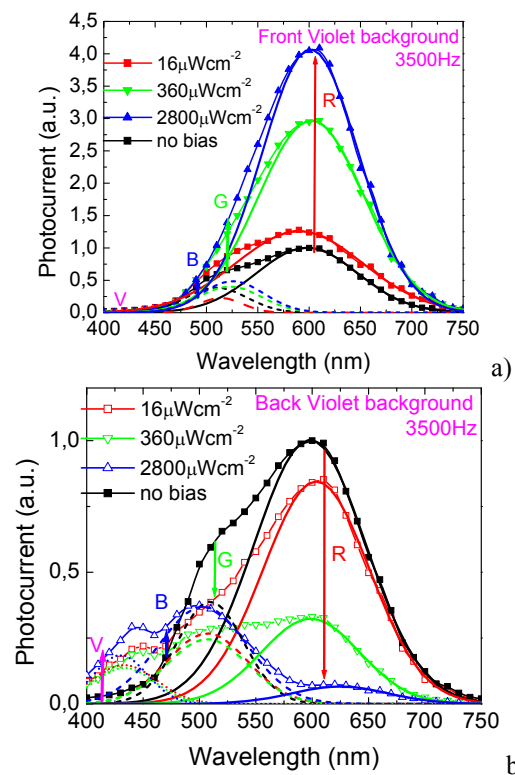 Front Violet background
3500Hz
16µWcm-2
360µWcm-2
2800µWcm-2
no bias
R
G
B
V
4,5
4,0
3,5
3,0
2,5
2,0
1,5
1,0
0,5
0,0
Photocurrent (a.u.)
400 450 500 550 600 650 700 750
Wavelength (nm)
a)
Back Violet background
3500Hz
16µWcm-2
360µWcm-2
2800µWcm-2
no bias
G
R
B
V
1,0
0,5
0,0
Photocurrent (a.u.)
400 450 500 550 600 650 700 750
Wavelength (nm)
b